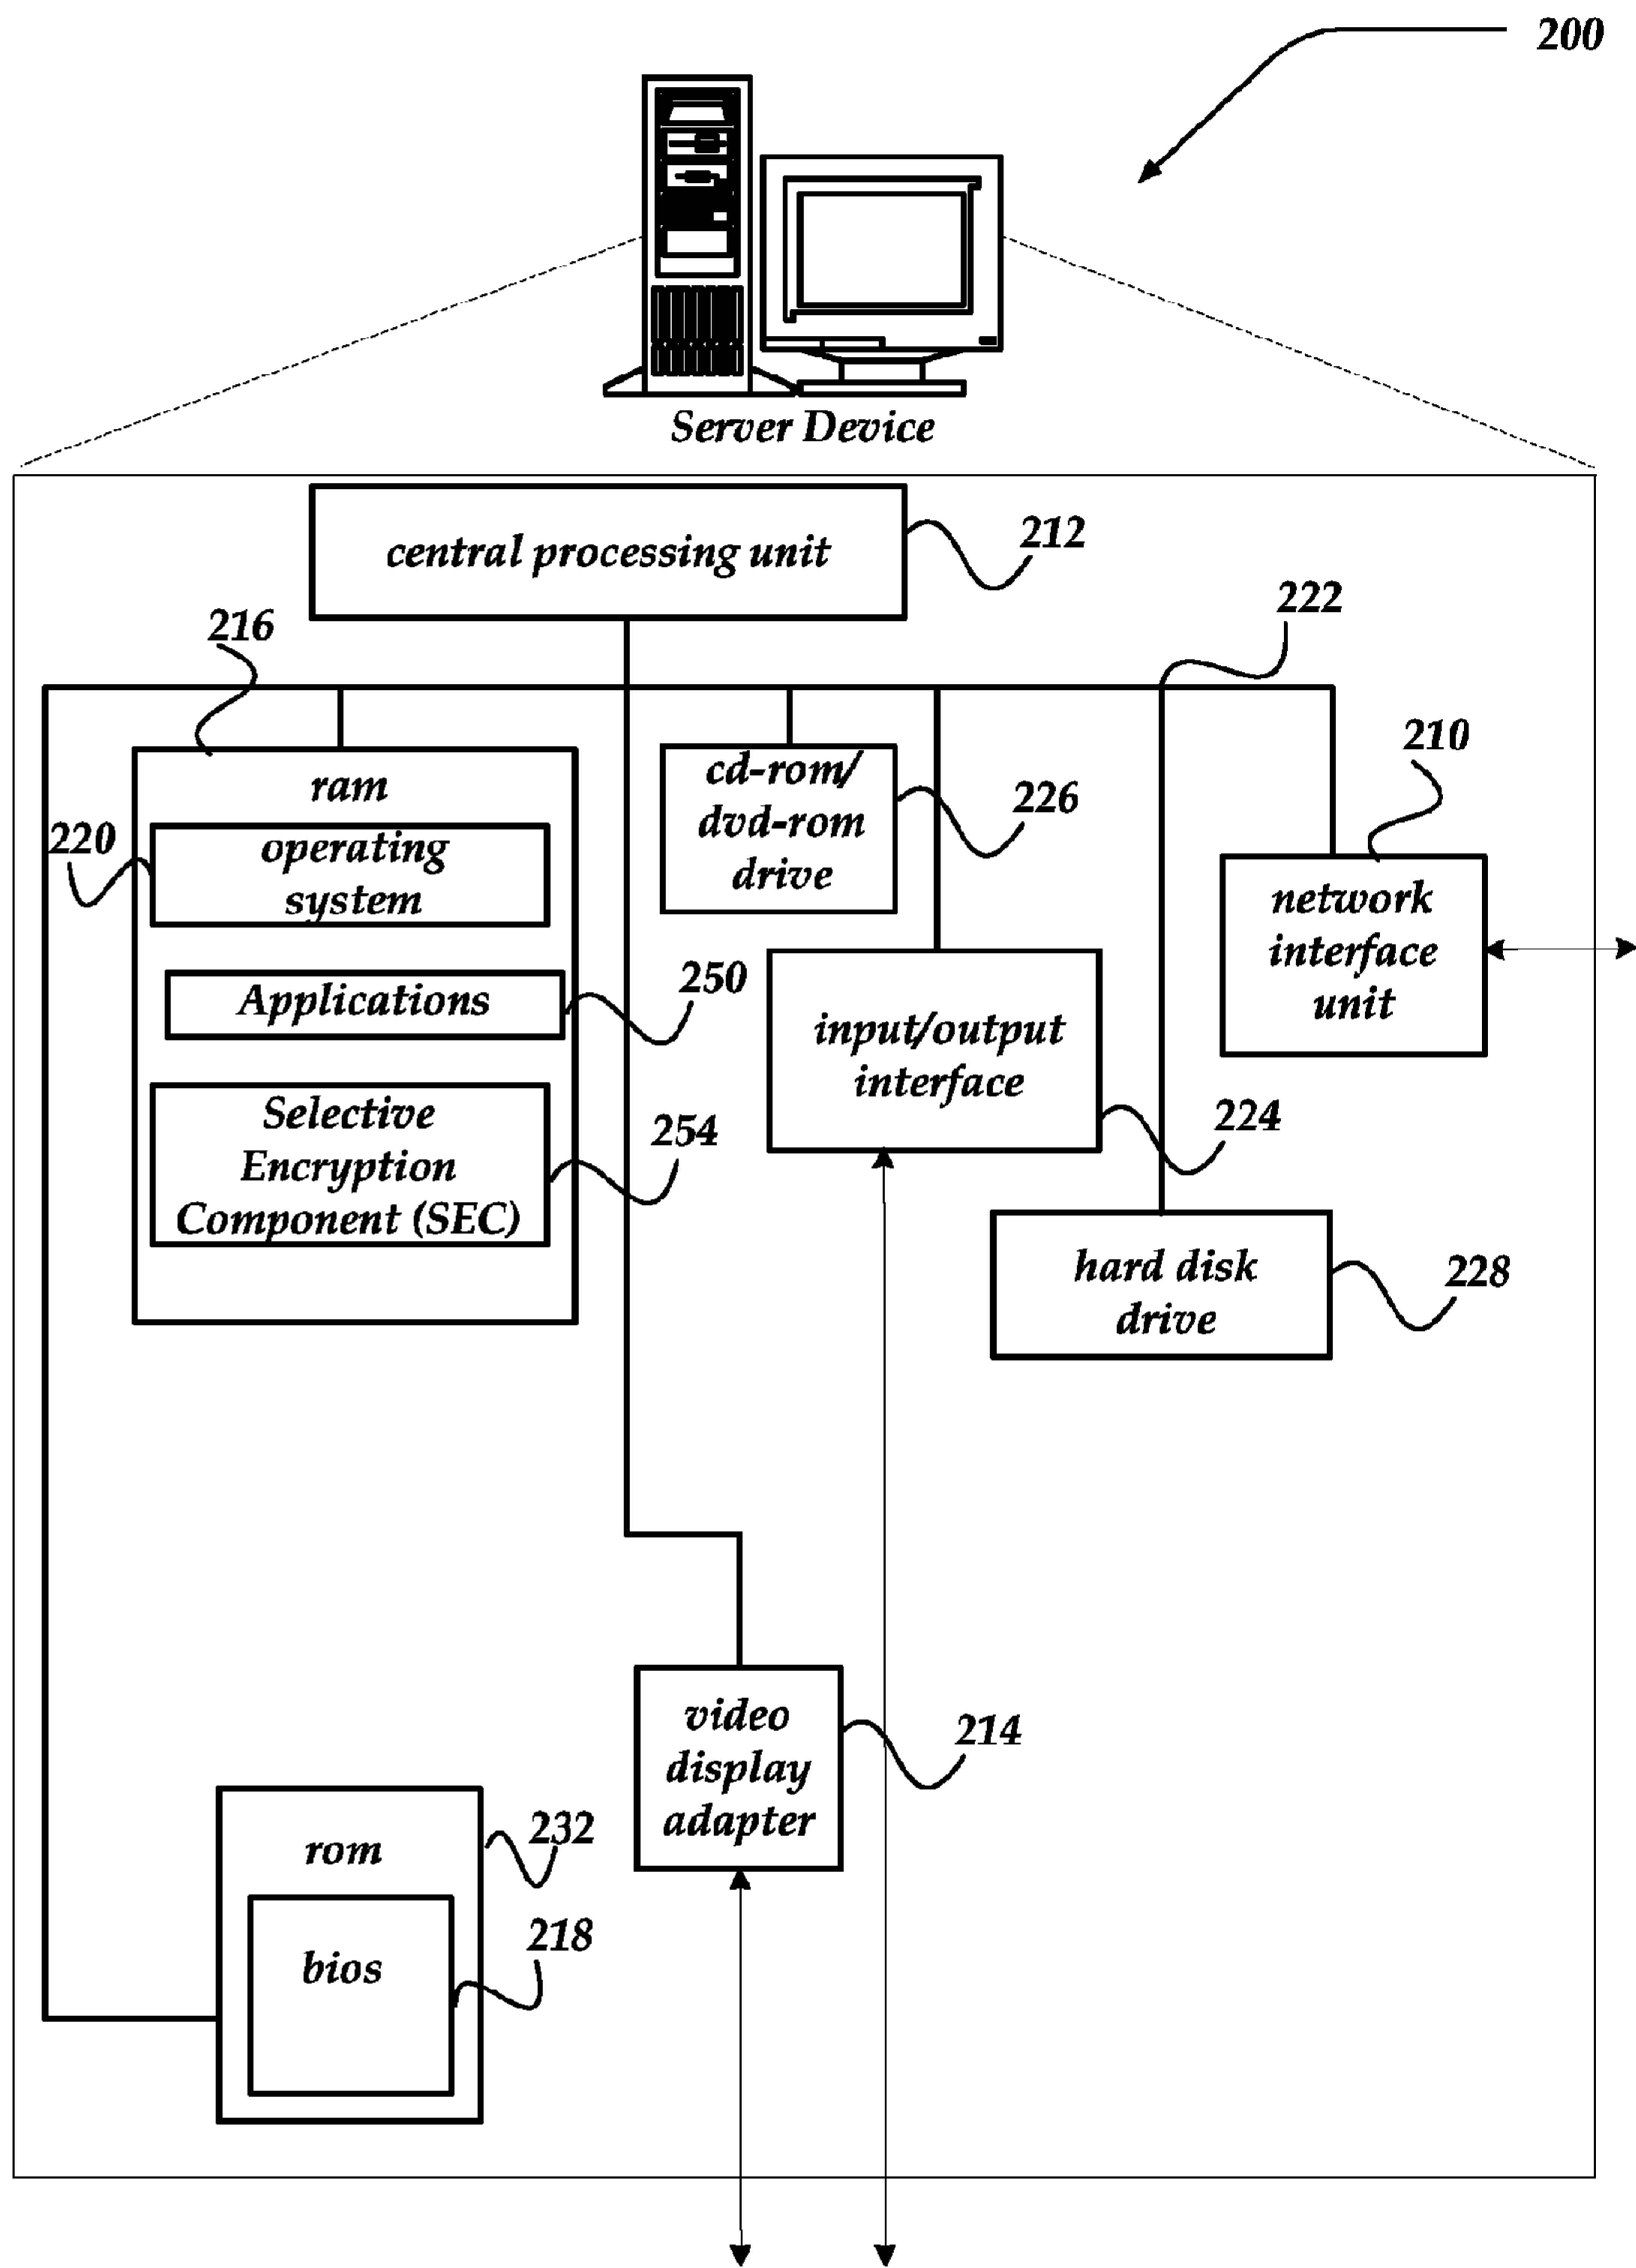 200
Server Device
central processing unit
212
222
216
210
ram
cd-rom/
dvd-rom
drive
226
220
operating
system
network
interface
unit
250
Applications
input/output
interface
224
254
Selective
Encryption
Component (SEC)
hard disk
drive
228
video
display
adapter
214
232
rom
218
bios